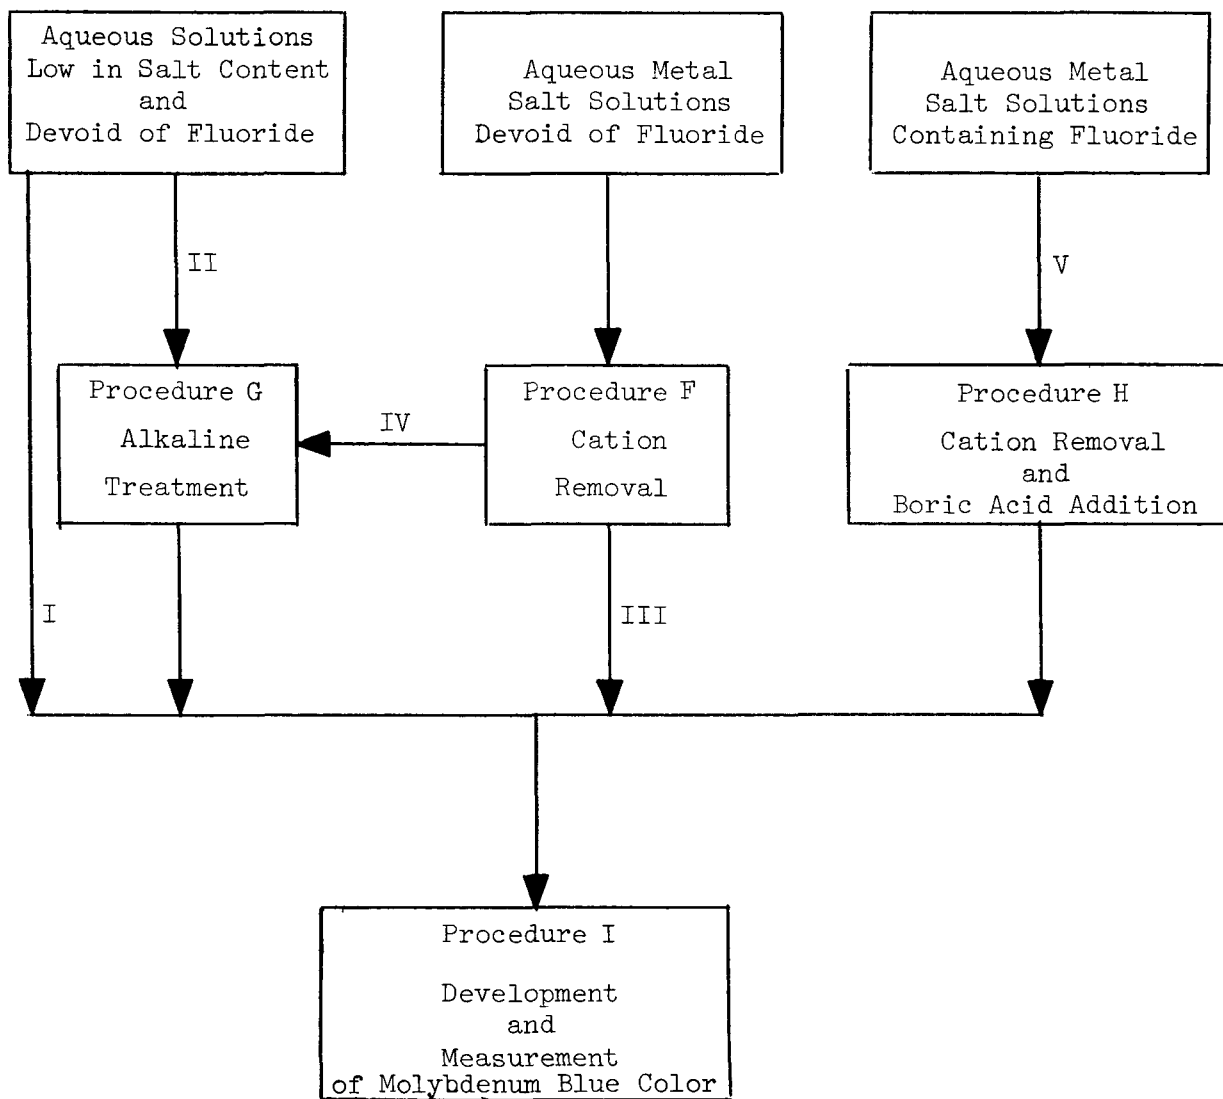 Aqueous Solutions
Low in Salt Content
and
Devoid of Fluoride
Aqueous Metal
Salt Solutions
Devoid of Fluoride
Aqueous Metal
Salt Solutions
Containing Fluoride
II
V
Procedure G
Alkaline
Treatment
IV
Procedure F
Cation
Removal
Procedure H
Cation Removal
and
Boric Acid Addition
I
III
Procedure I
Development
and
Measurement
of Molybdenum Blue Color